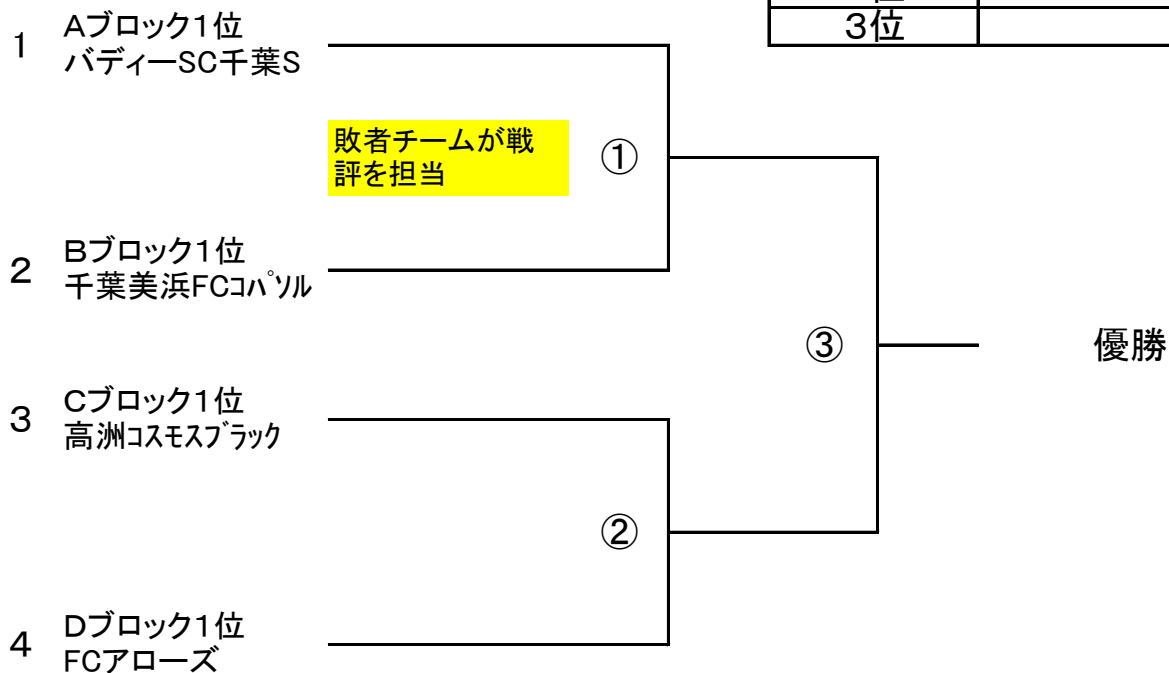 3位
1
Aブロック1位
バディーSC千葉S
敗者チームが戦
評を担当
①
2
Bブロック1位
千葉美浜FCｺﾊﾟｿﾙ
③
優勝
3
Cブロック1位
高洲ｺｽﾓｽﾌﾞﾗｯｸ
②
4
Dブロック1位
FCアローズ